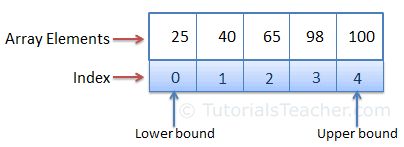 Array Elements 25 40 65 98 100
Index 0 1 2 3 4
© TutorialsTeacher.com
Lower bound Upper bound